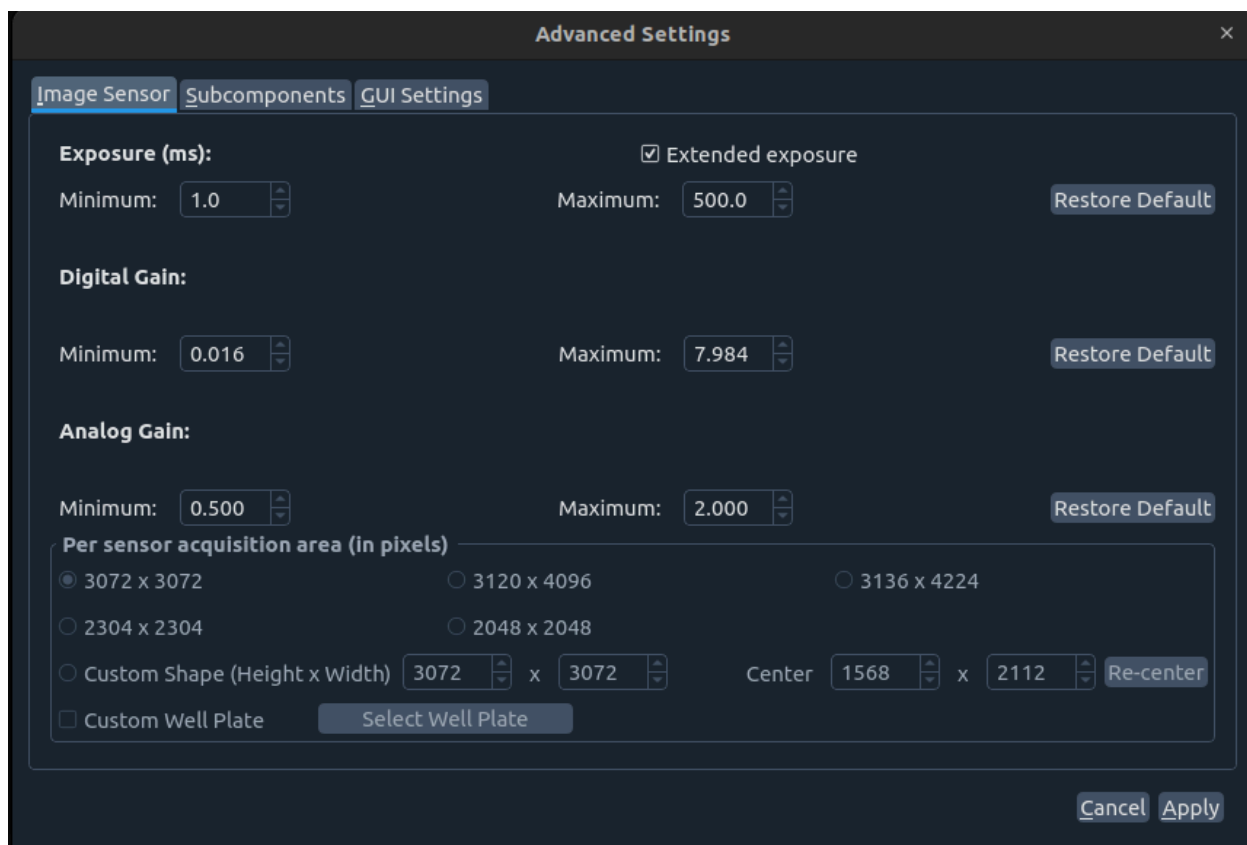 Advanced Settings ×
Image Sensor Subcomponents GUI Settings
Exposure (ms): Extended exposure
Minimum: 1.0 Maximum: 500.0 Restore Default
Digital Gain:
Minimum: 0.016 Maximum: 7.984 Restore Default
Analog Gain:
Minimum: 0.500 Maximum: 2.000 Restore Default
Per sensor acquisition area (in pixels)
3072 x 3072 3120 x 4096 3136 x 4224
2304 x 2304 2048 x 2048
Custom Shape (Height x Width) 3072 x 3072 Center 1568 x 2112 Re-center
Custom Well Plate Select Well Plate
Cancel Apply